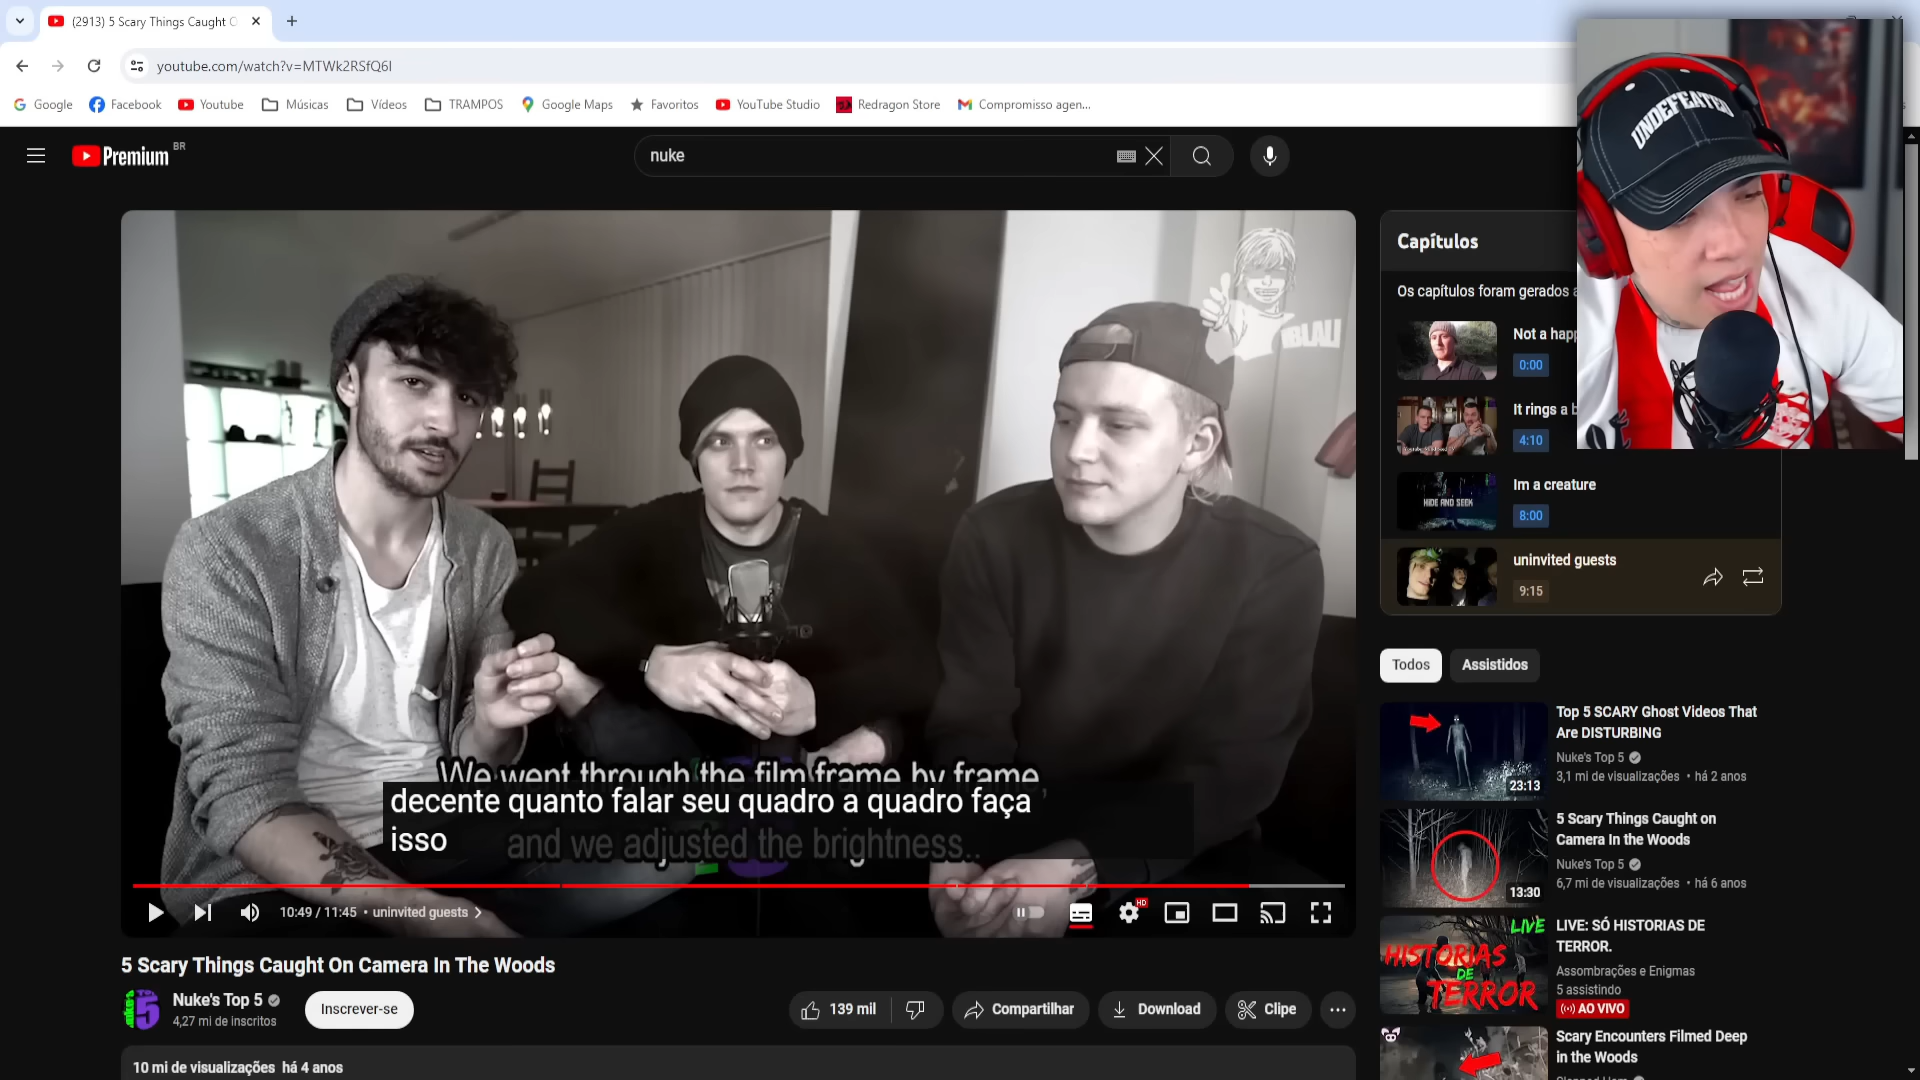 (2913) 5 Scary Things Caught O
youtube.com/watch?v=MTWk2RSfQ6I
Google
Facebook
Youtube
Músicas
Vídeos
TRAMPOS
Google Maps
Favoritos
YouTube Studio
Redragon Store
Compromisso agen...
Premium
BR
nuke
UNDEFEATED
Capítulos
Os capítulos foram gerados a
Not a happ
0:00
It rings a b
4:10
HIDE AND SEEK
Im a creature
8:00
uninvited guests
9:15
We went through the film frame by frame,
decente quanto falar seu quadro a quadro faça
isso
and we adjusted the brightness..
10:49 / 11:45 • uninvited guests
HD
5 Scary Things Caught On Camera In The Woods
Nuke's Top 5
4,27 mi de inscritos
Inscrever-se
139 mil
Compartilhar
Download
Clipe
10 mi de visualizações há 4 anos
Todos
Assistidos
23:13
Top 5 SCARY Ghost Videos That
Are DISTURBING
Nuke's Top 5
3,1 mi de visualizações • há 2 anos
13:30
5 Scary Things Caught on
Camera In the Woods
Nuke's Top 5
6,7 mi de visualizações • há 6 anos
LIVE
HISTORIAS
DE
TERROR
LIVE: SÓ HISTORIAS DE
TERROR.
Assombrações e Enigmas
5 assistindo
AO VIVO
Scary Encounters Filmed Deep
in the Woods